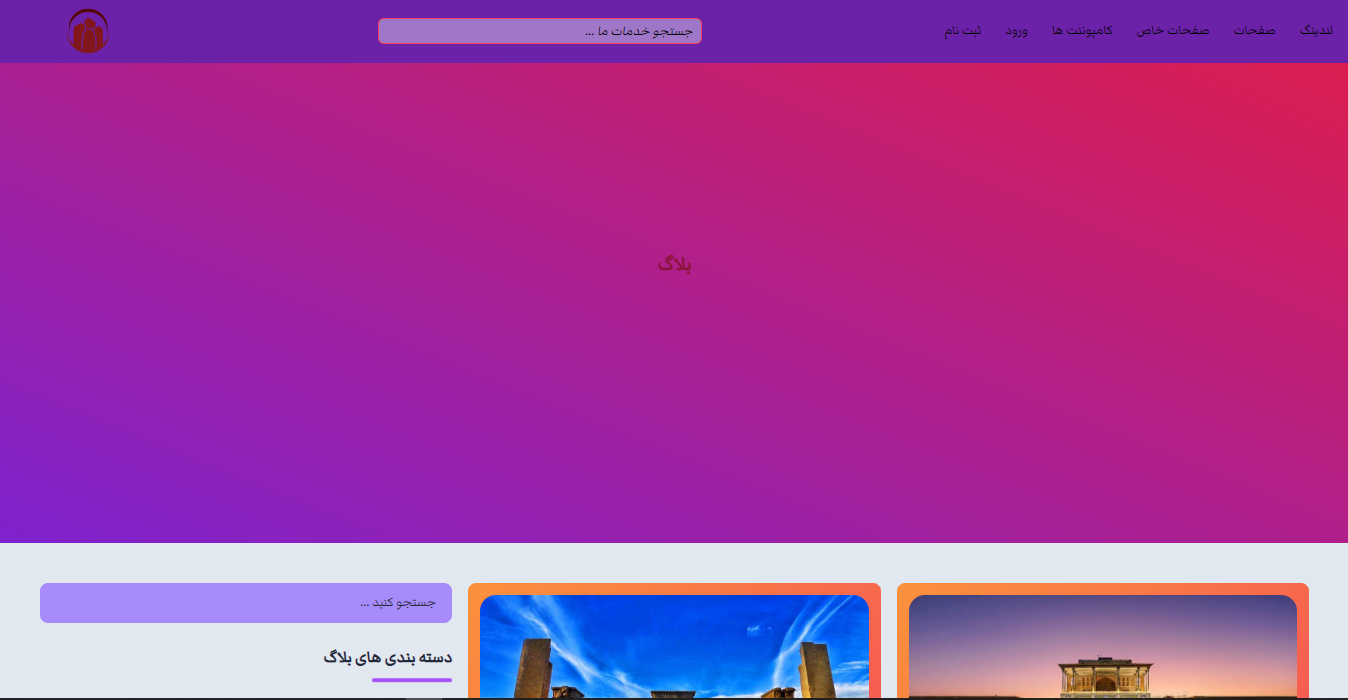 لندینگ صفحات صفحات خاص کامپوننت ها ورود ثبت نام
جستجو خدمات ما ...
بلاگ
جستجو کنید ...
دسته بندی های بلاگ